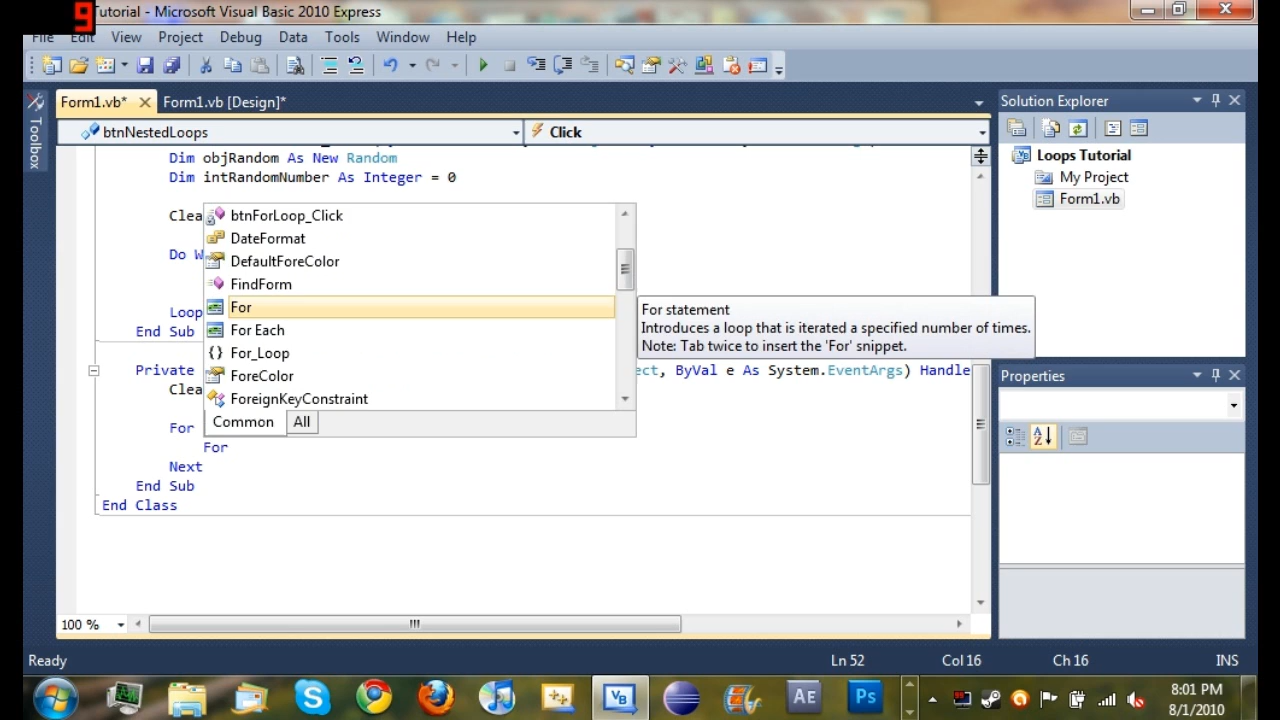 9
Tutorial - Microsoft Visual Basic 2010 Express
File Edit View Project Debug Data Tools Window Help
Toolbox
Form1.vb* Form1.vb [Design]*
btnNestedLoops Click
Dim objRandom As New Random
Dim intRandomNumber As Integer = 0
Clea
Do W
Loop
End Sub
btnForLoop_Click
DateFormat
DefaultForeColor
FindForm
For
For Each
For_Loop
ForeColor
ForeignKeyConstraint
Common All
For statement
Introduces a loop that is iterated a specified number of times.
Note: Tab twice to insert the 'For' snippet.
Private ect, ByVal e As System.EventArgs) Handle
Clea
For
For
Next
End Sub
End Class
100 %
Solution Explorer
Loops Tutorial
My Project
Form1.vb
Properties
Ready Ln 52 Col 16 Ch 16 INS
S VB AE Ps
8:01 PM
8/1/2010